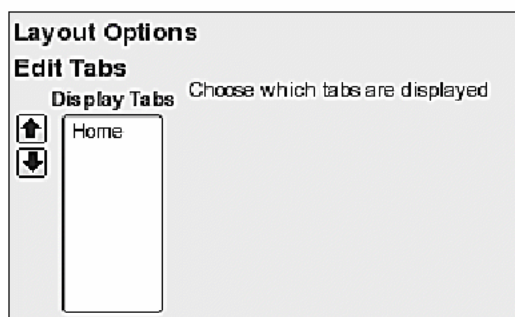 Layout Options
Edit Tabs
Display Tabs
Choose which tabs are displayed
Home